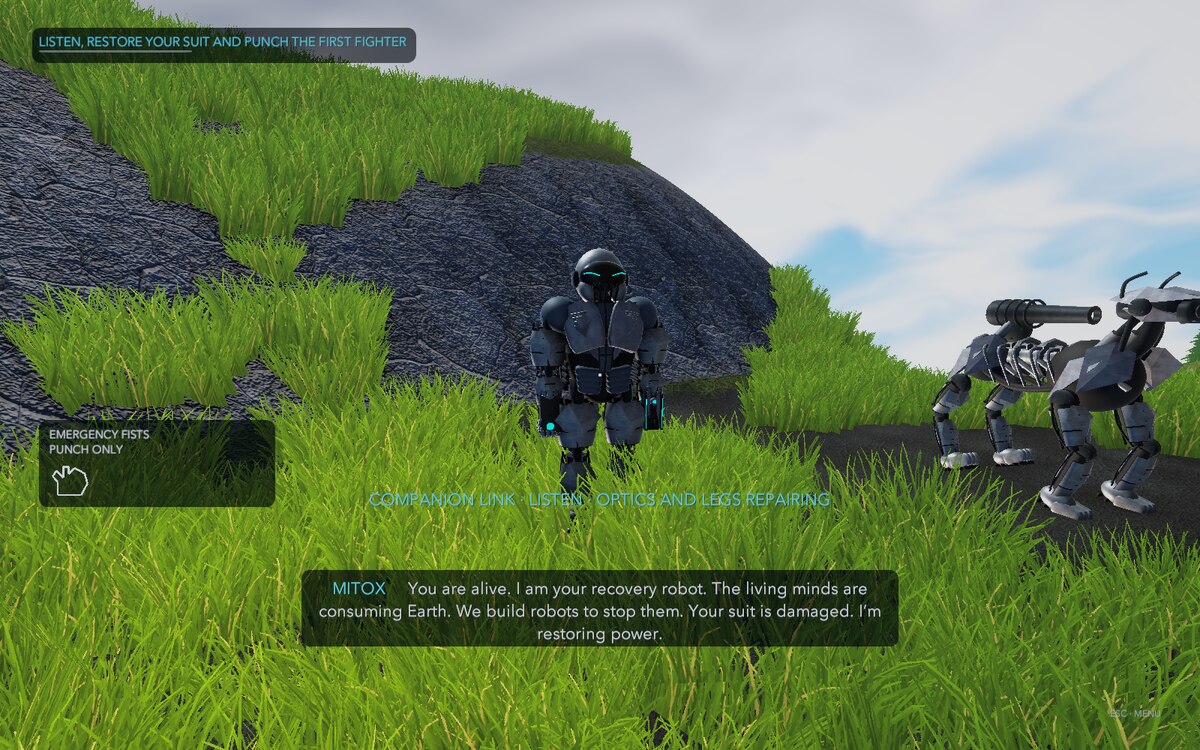 LISTEN, RESTORE YOUR SUIT AND PUNCH THE FIRST FIGHTER
EMERGENCY FISTS
PUNCH ONLY
COMPANION LINK · LISTEN · OPTICS AND LEGS REPAIRING
MITOX You are alive. I am your recovery robot. The living minds are
consuming Earth. We build robots to stop them. Your suit is damaged. I'm
restoring power.
ESC · MENU